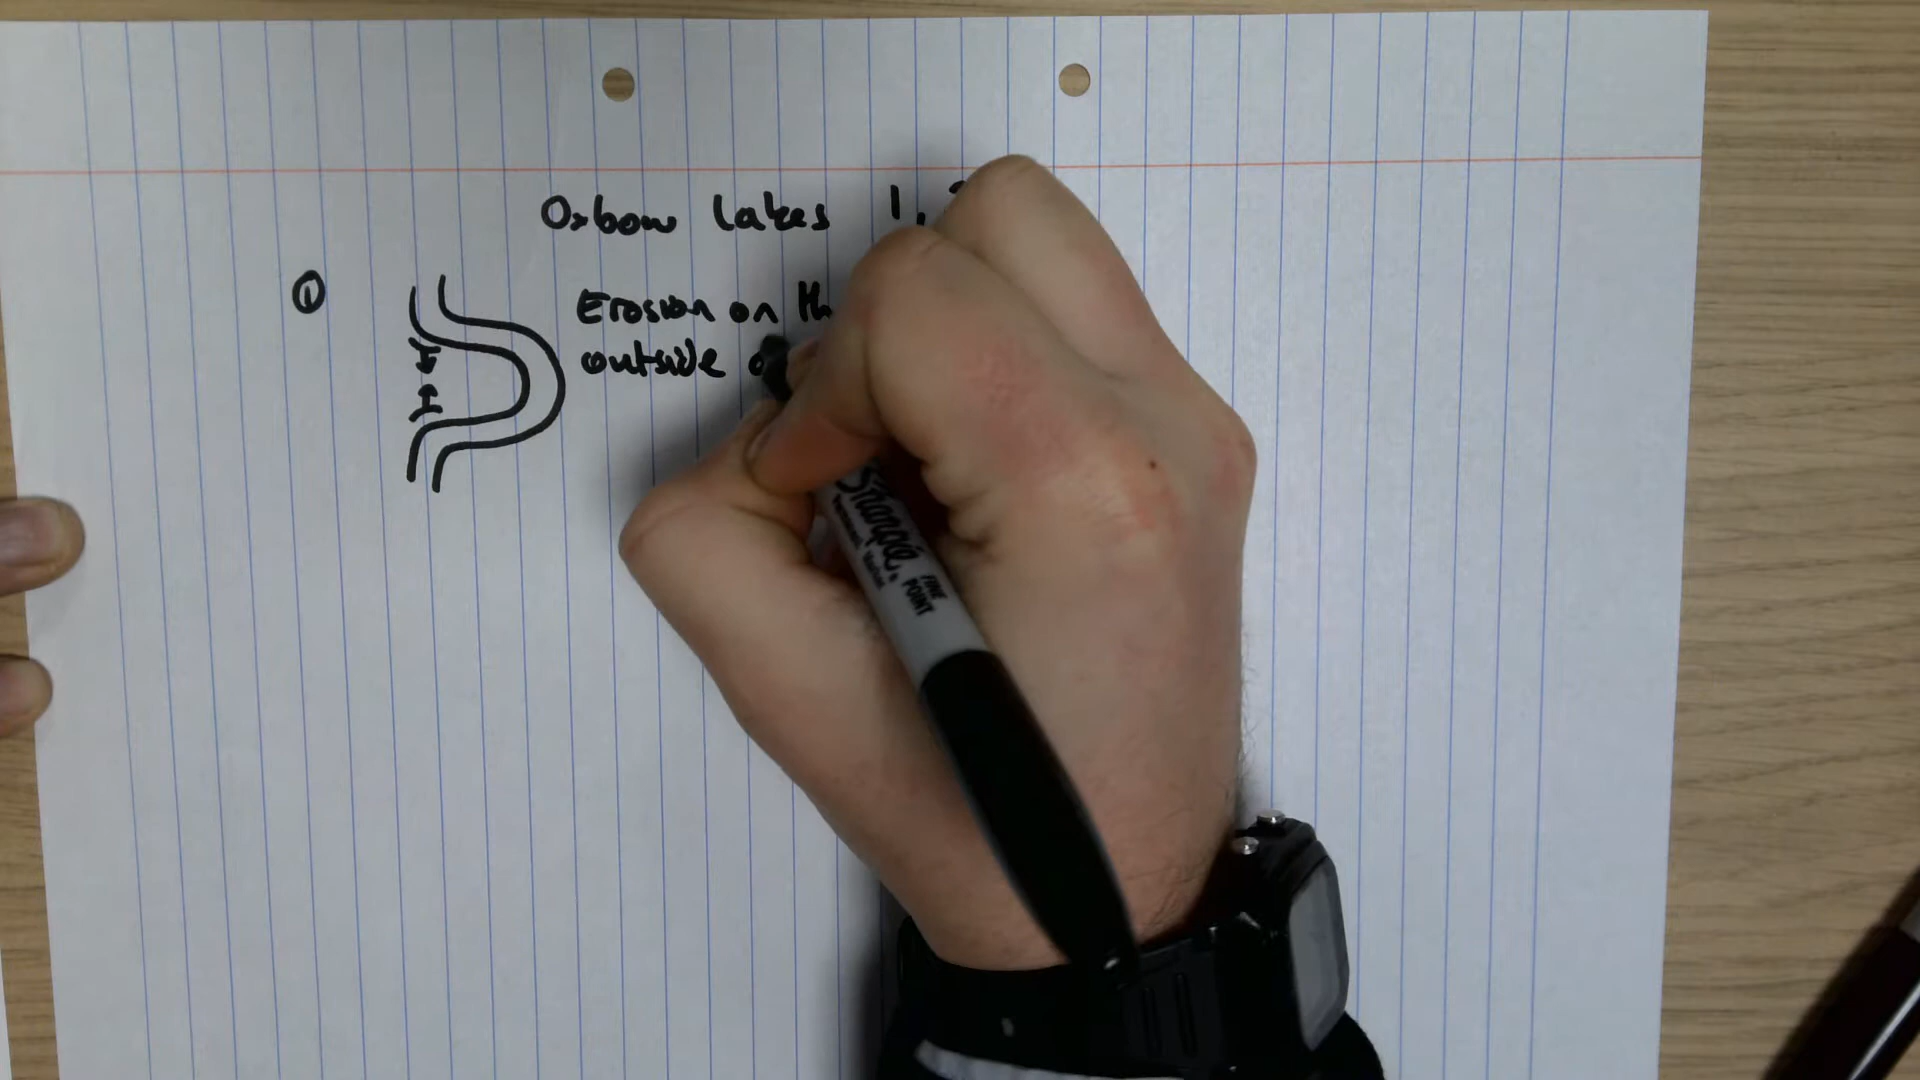 Oxbow Lakes 1,
① Erosion on th
outside o
Sharpie.
FINE
POINT